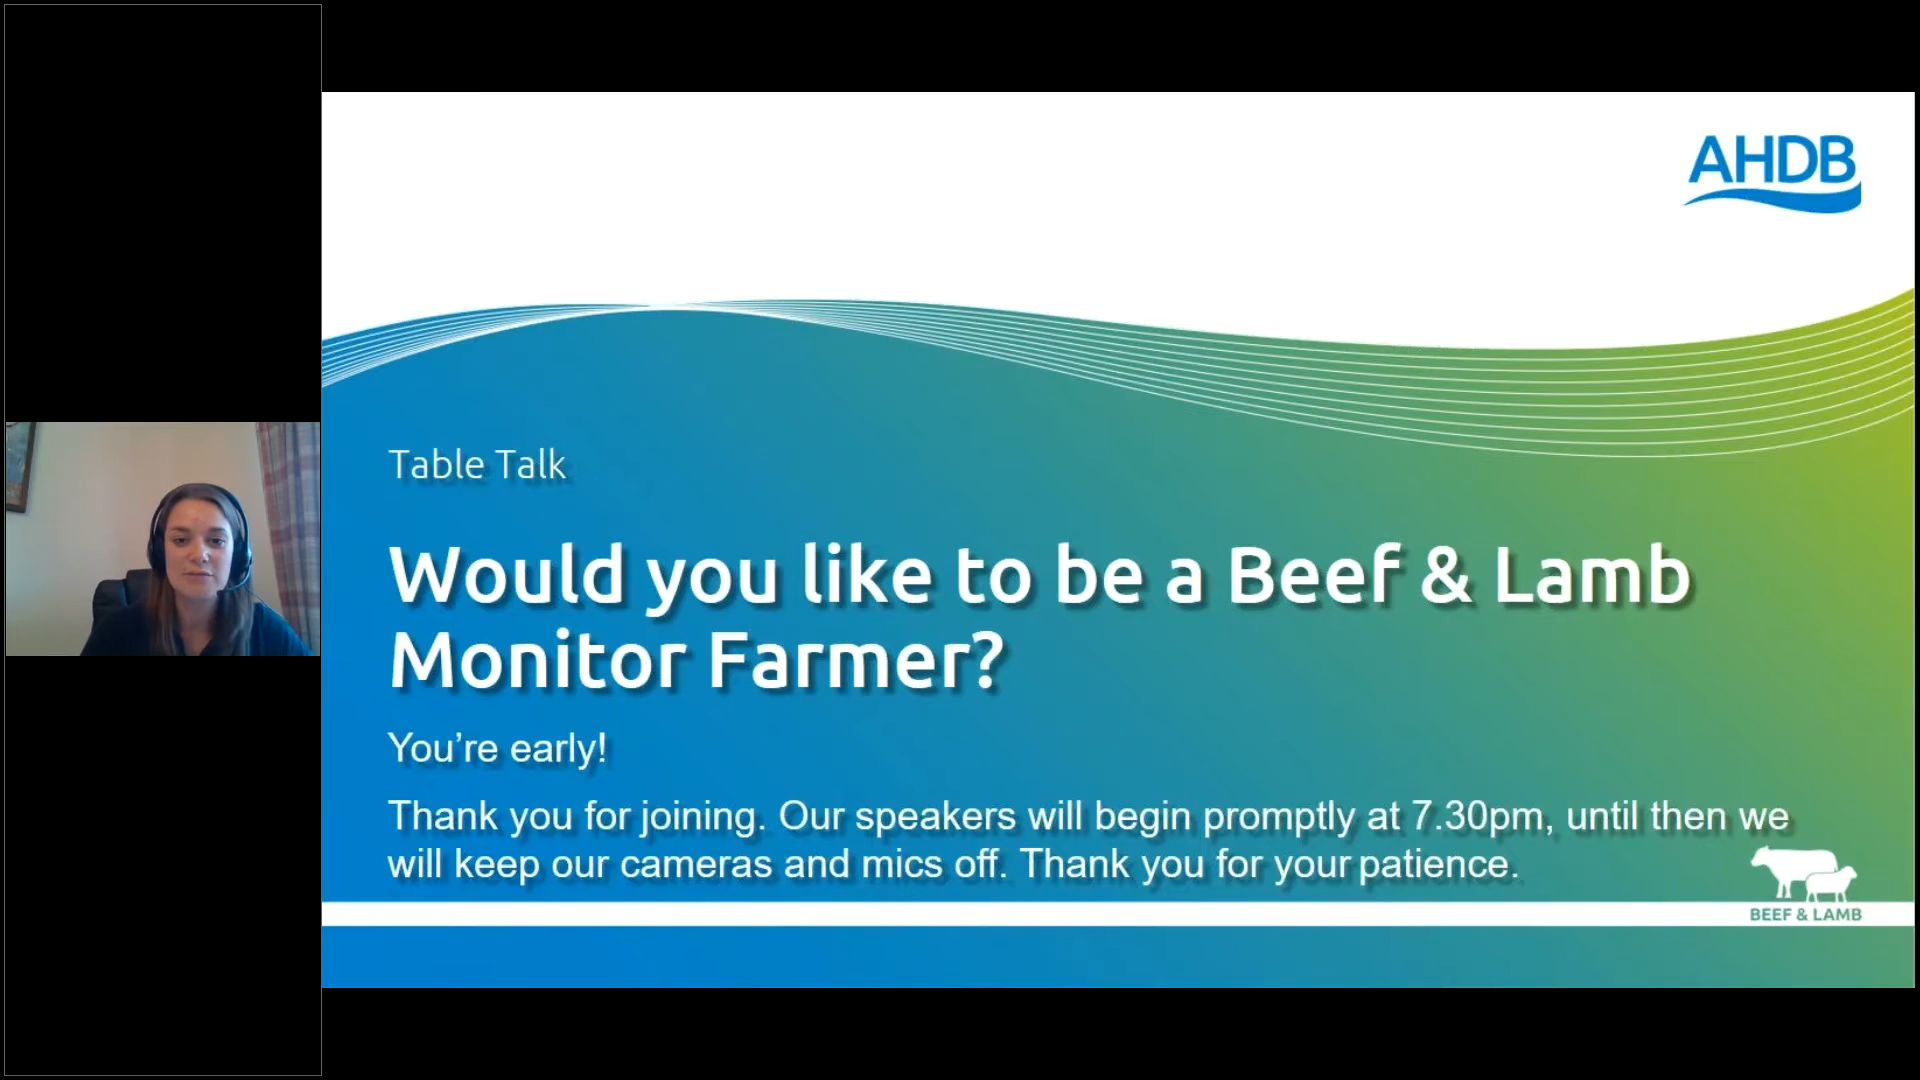 AHDB
Table Talk
Would you like to be a Beef & Lamb
Monitor Farmer?
You’re early!
Thank you for joining. Our speakers will begin promptly at 7.30pm, until then we
will keep our cameras and mics off. Thank you for your patience.
BEEF & LAMB